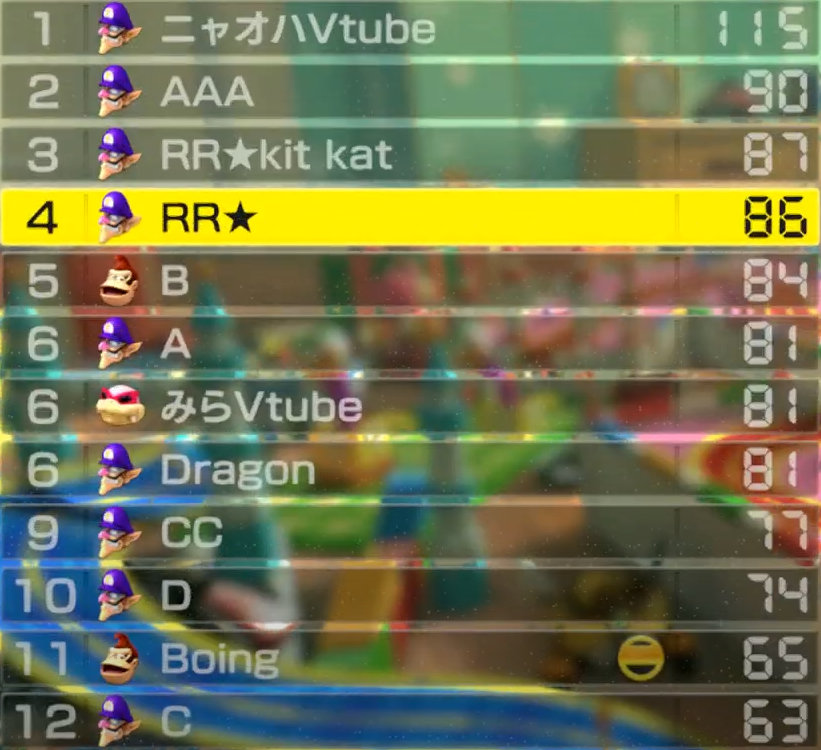 1 ニャオハVtube 115
2 AAA 90
3 RR★kit kat 87
4 RR★ 86
5 B 84
6 A 81
6 みらVtube 81
6 Dragon 81
9 CC 77
10 D 74
11 Boing 65
12 C 63